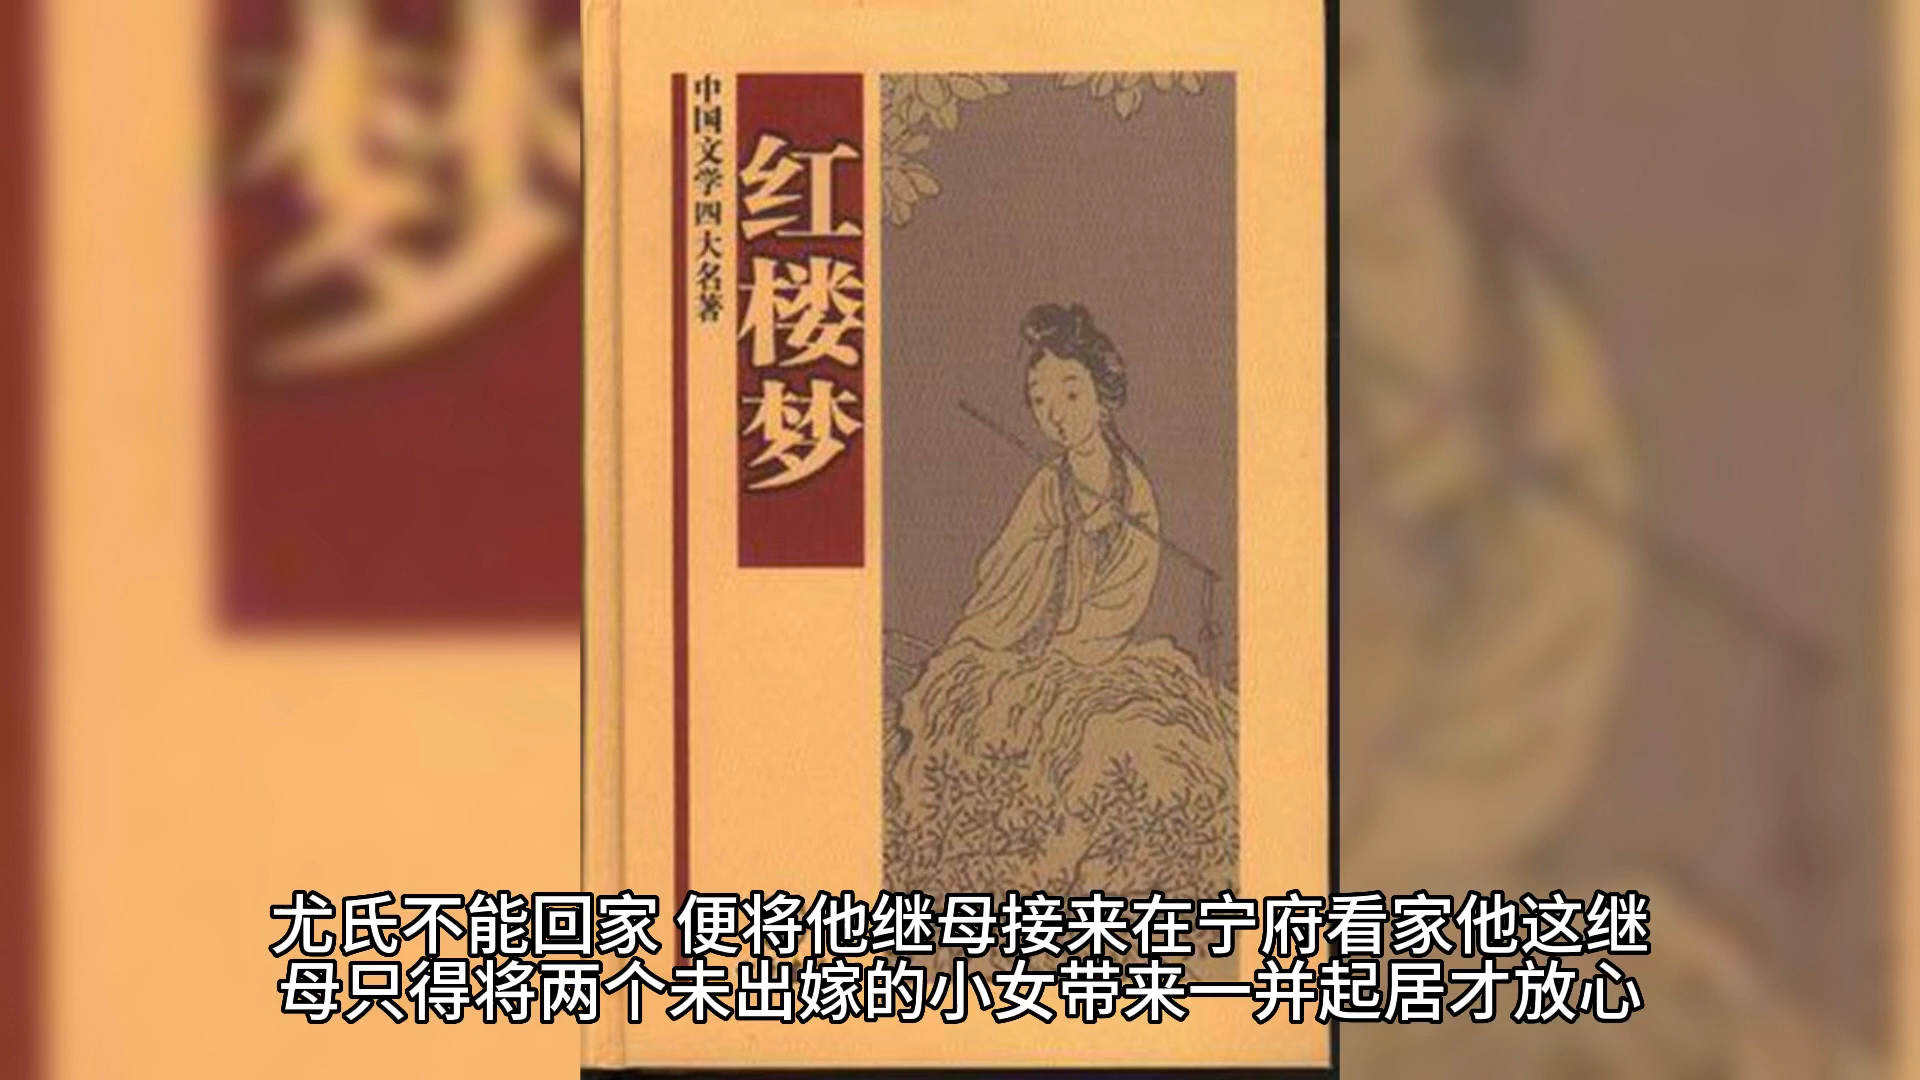 中国文学四大名著
红楼梦
尤氏不能回家 便将他继母接来在宁府看家他这继
母只得将两个未出嫁的小女带来一并起居才放心